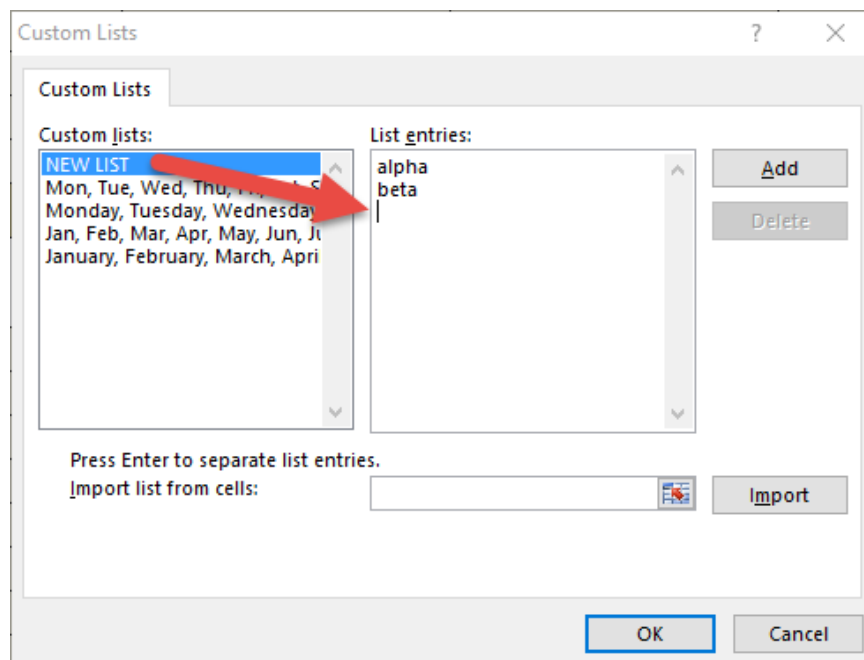 Custom Lists
?
Custom Lists
Custom lists:
List entries:
NEW LIST
Mon, Tue, Wed, Thu,
Monday, Tuesday, Wednesday
Jan, Feb, Mar, Apr, May, Jun,
January, February, March, April
alpha
beta
Add
Delete
Press Enter to separate list entries.
Import list from cells:
Import
OK
Cancel